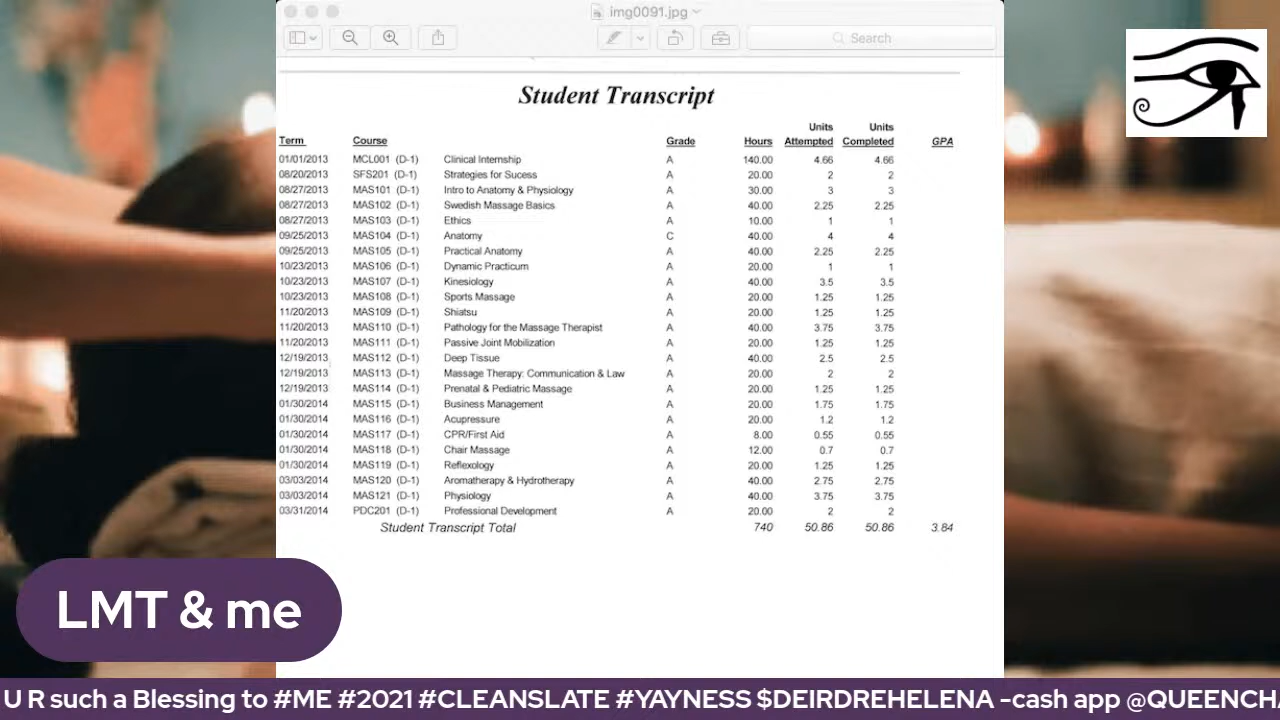 img0091.jpg
Search
Student Transcript
Units Units
Term Course Grade Hours Attempted Completed GPA
01/01/2013 MCL001 (D-1) Clinical Internship A 140.00 4.66 4.66
08/20/2013 SFS201 (D-1) Strategies for Sucess A 20.00 2 2
08/27/2013 MAS101 (D-1) Intro to Anatomy & Physiology A 30.00 3 3
08/27/2013 MAS102 (D-1) Swedish Massage Basics A 40.00 2.25 2.25
08/27/2013 MAS103 (D-1) Ethics A 10.00 1 1
09/25/2013 MAS104 (D-1) Anatomy C 40.00 4 4
09/25/2013 MAS105 (D-1) Practical Anatomy A 40.00 2.25 2.25
10/23/2013 MAS106 (D-1) Dynamic Practicum A 20.00 1 1
10/23/2013 MAS107 (D-1) Kinesiology A 40.00 3.5 3.5
10/23/2013 MAS108 (D-1) Sports Massage A 20.00 1.25 1.25
11/20/2013 MAS109 (D-1) Shiatsu A 20.00 1.25 1.25
11/20/2013 MAS110 (D-1) Pathology for the Massage Therapist A 40.00 3.75 3.75
11/20/2013 MAS111 (D-1) Passive Joint Mobilization A 20.00 1.25 1.25
12/19/2013 MAS112 (D-1) Deep Tissue A 40.00 2.5 2.5
12/19/2013 MAS113 (D-1) Massage Therapy: Communication & Law A 20.00 2 2
12/19/2013 MAS114 (D-1) Prenatal & Pediatric Massage A 20.00 1.25 1.25
01/30/2014 MAS115 (D-1) Business Management A 20.00 1.75 1.75
01/30/2014 MAS116 (D-1) Acupressure A 20.00 1.2 1.2
01/30/2014 MAS117 (D-1) CPR/First Aid A 8.00 0.55 0.55
01/30/2014 MAS118 (D-1) Chair Massage A 12.00 0.7 0.7
01/30/2014 MAS119 (D-1) Reflexology A 20.00 1.25 1.25
03/03/2014 MAS120 (D-1) Aromatherapy & Hydrotherapy A 40.00 2.75 2.75
03/03/2014 MAS121 (D-1) Physiology A 40.00 3.75 3.75
03/31/2014 PDC201 (D-1) Professional Development A 20.00 2 2
Student Transcript Total 740 50.86 50.86 3.84
LMT & me
U R such a Blessing to #ME #2021 #CLEANSLATE #YAYNESS $DEIRDREHELENA -cash app @QUEENCHA